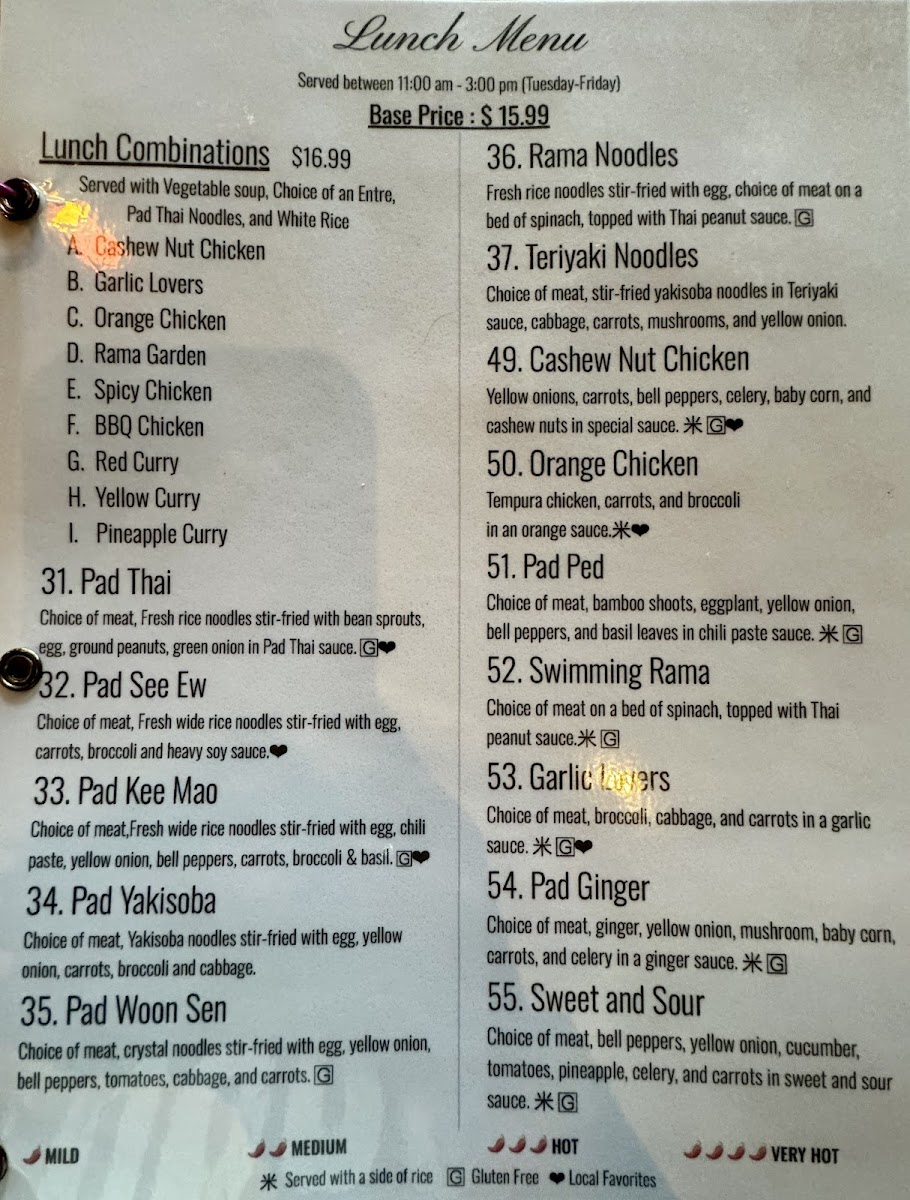 Lunch Menu
Served between 11:00 am - 3:00 pm (Tuesday-Friday)
Base Price : $ 15.99
Lunch Combinations $16.99
Served with Vegetable soup, Choice of an Entre,
Pad Thai Noodles, and White Rice
A. Cashew Nut Chicken
B. Garlic Lovers
C. Orange Chicken
D. Rama Garden
E. Spicy Chicken
F. BBQ Chicken
G. Red Curry
H. Yellow Curry
I. Pineapple Curry
31. Pad Thai
Choice of meat, Fresh rice noodles stir-fried with bean sprouts,
egg, ground peanuts, green onion in Pad Thai sauce. G❤
32. Pad See Ew
Choice of meat, Fresh wide rice noodles stir-fried with egg,
carrots, broccoli and heavy soy sauce.❤
33. Pad Kee Mao
Choice of meat,Fresh wide rice noodles stir-fried with egg, chili
paste, yellow onion, bell peppers, carrots, broccoli & basil. G❤
34. Pad Yakisoba
Choice of meat, Yakisoba noodles stir-fried with egg, yellow
onion, carrots, broccoli and cabbage.
35. Pad Woon Sen
Choice of meat, crystal noodles stir-fried with egg, yellow onion,
bell peppers, tomatoes, cabbage, and carrots. G
36. Rama Noodles
Fresh rice noodles stir-fried with egg, choice of meat on a
bed of spinach, topped with Thai peanut sauce. G
37. Teriyaki Noodles
Choice of meat, stir-fried yakisoba noodles in Teriyaki
sauce, cabbage, carrots, mushrooms, and yellow onion.
49. Cashew Nut Chicken
Yellow onions, carrots, bell peppers, celery, baby corn, and
cashew nuts in special sauce. 米 G❤
50. Orange Chicken
Tempura chicken, carrots, and broccoli
in an orange sauce.米❤
51. Pad Ped
Choice of meat, bamboo shoots, eggplant, yellow onion,
bell peppers, and basil leaves in chili paste sauce. 米 G
52. Swimming Rama
Choice of meat on a bed of spinach, topped with Thai
peanut sauce.米 G
53. Garlic Lovers
Choice of meat, broccoli, cabbage, and carrots in a garlic
sauce. 米 G❤
54. Pad Ginger
Choice of meat, ginger, yellow onion, mushroom, baby corn,
carrots, and celery in a ginger sauce. 米 G
55. Sweet and Sour
Choice of meat, bell peppers, yellow onion, cucumber,
tomatoes, pineapple, celery, and carrots in sweet and sour
sauce. 米 G
MILD MEDIUM HOT VERY HOT
米 Served with a side of rice G Gluten Free ❤ Local Favorites